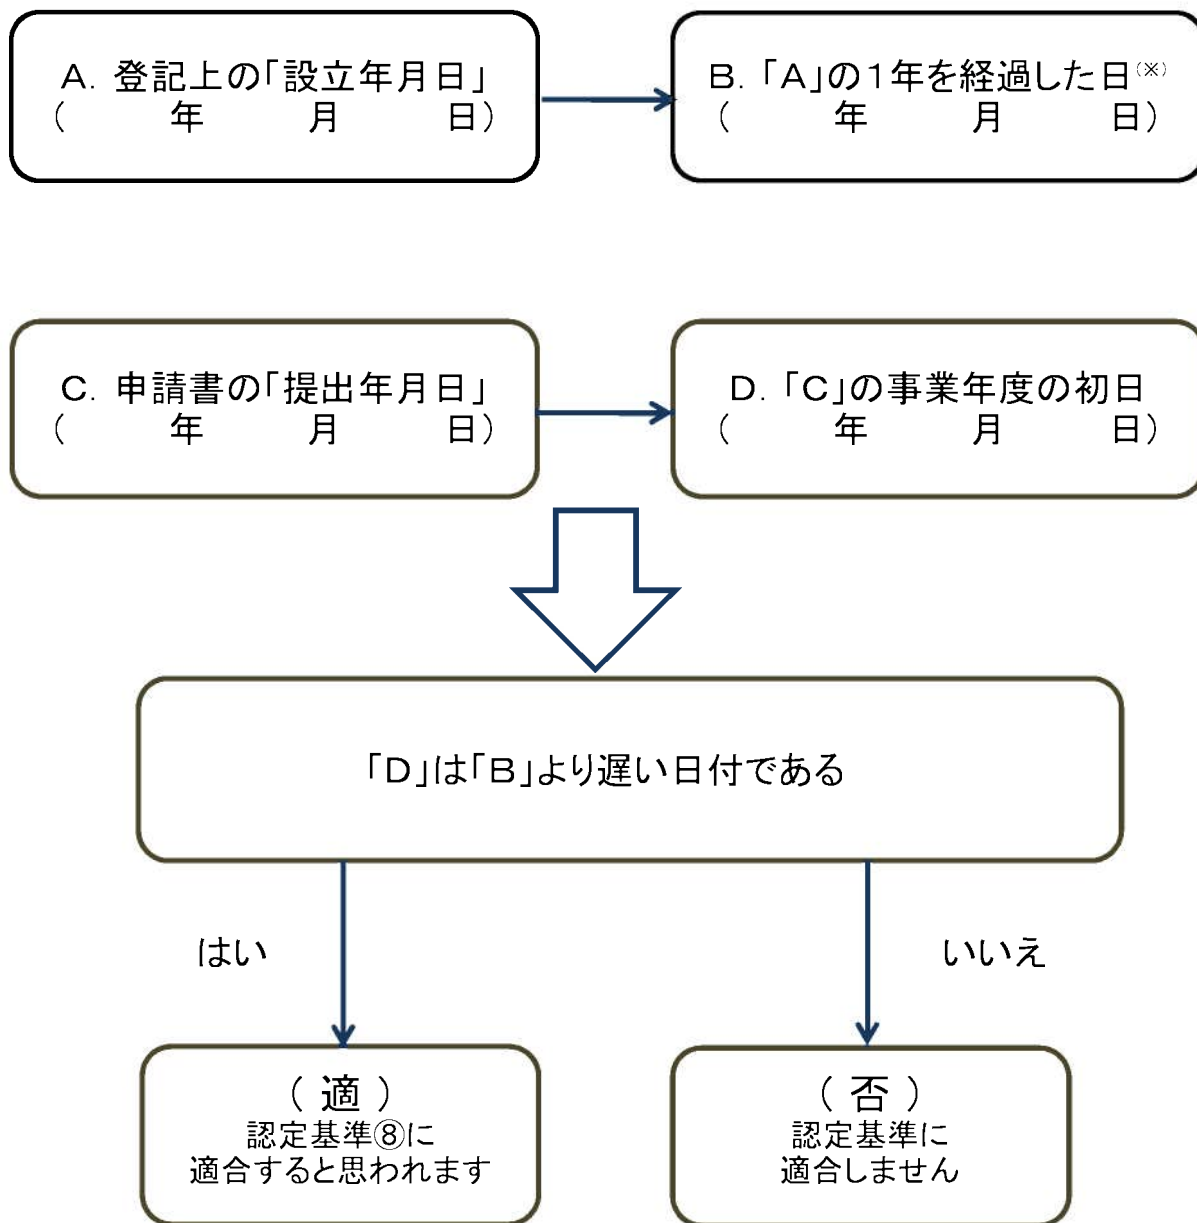 A. 登記上の「設立年月日」
(　　　年　　　月　　　日)
B. 「A」の1年を経過した日(※)
(　　　年　　　月　　　日)
C. 申請書の「提出年月日」
(　　　年　　　月　　　日)
D. 「C」の事業年度の初日
(　　　年　　　月　　　日)
「D」は「B」より遅い日付である
はい
いいえ
( 適 )
認定基準⑧に
適合すると思われます
( 否 )
認定基準に
適合しません